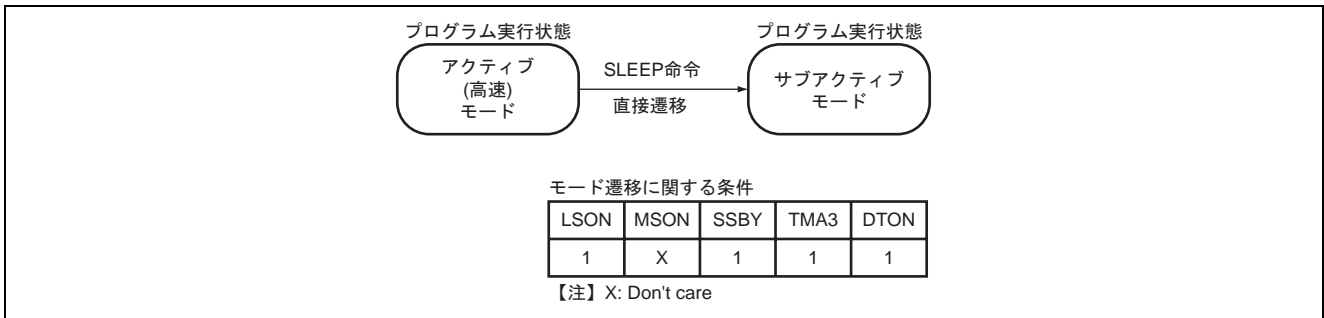 プログラム実行状態
プログラム実行状態
アクティブ
(高速)
モード
SLEEP命令
直接遷移
サブアクティブ
モード
モード遷移に関する条件
LSON MSON SSBY TMA3 DTON
1 X 1 1 1
【注】X: Don't care